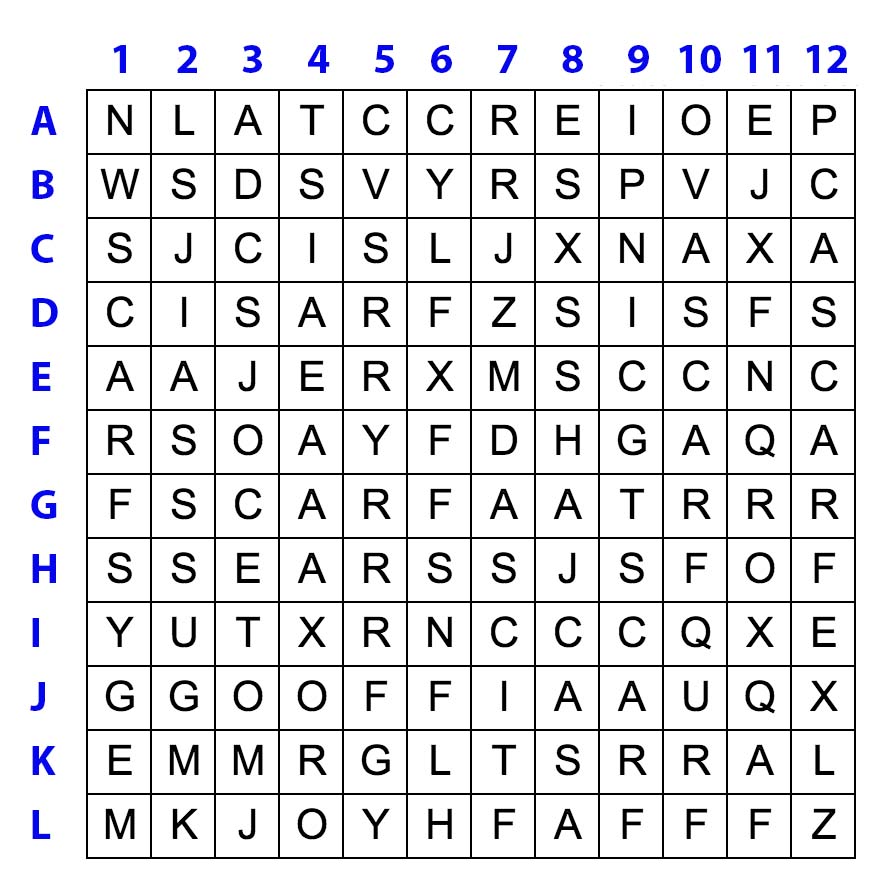 1 2 3 4 5 6 7 8 9 10 11 12
A N L A T C C R E I O E P
B W S D S V Y R S P V J C
C S J C I S L J X N A X A
D C I S A R F Z S I S F S
E A A J E R X M S C C N C
F R S O A Y F D H G A Q A
G F S C A R F A A T R R R
H S S E A R S S J S F O F
I Y U T X R N C C C Q X E
J G G O O F F I A A U Q X
K E M M R G L T S R R A L
L M K J O Y H F A F F F Z